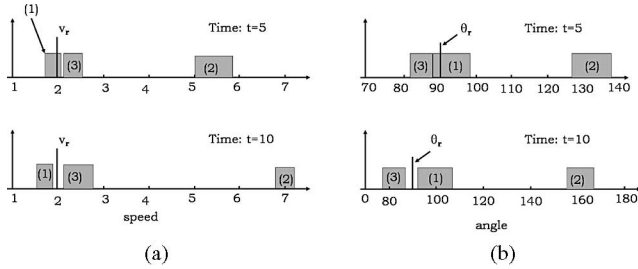 (1)
v_r
Time: t=5
(3)
(2)
1 2 3 4 5 6 7
v_r
Time: t=10
(1)
(3)
(2)
1 2 3 4 5 6 7
speed
(a)
θ_r
Time: t=5
(3)
(1)
(2)
70 80 90 100 110 120 130 140
θ_r
Time: t=10
(3)
(1)
(2)
0 80 100 120 140 160 180
angle
(b)